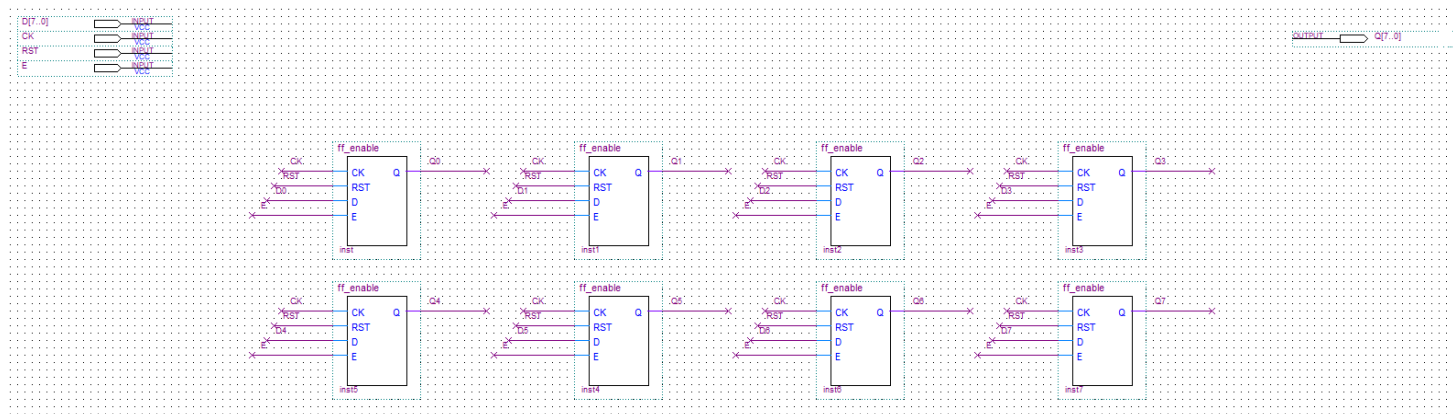 D[7..0] INPUT VCC
CK INPUT VCC
RST INPUT VCC
E INPUT VCC
OUTPUT Q[7..0]
ff_enable ff_enable ff_enable ff_enable
CK CK Q Q0 CK CK Q Q1 CK CK Q Q2 CK CK Q Q3
RST RST RST RST RST RST RST RST
D0 D D1 D D2 D D3 D
E E E E E E E E
inst inst1 inst2 inst3
ff_enable ff_enable ff_enable ff_enable
CK CK Q Q4 CK CK Q Q5 CK CK Q Q6 CK CK Q Q7
RST RST RST RST RST RST RST RST
D4 D D5 D D6 D D7 D
E E E E E E E E
inst5 inst4 inst6 inst7